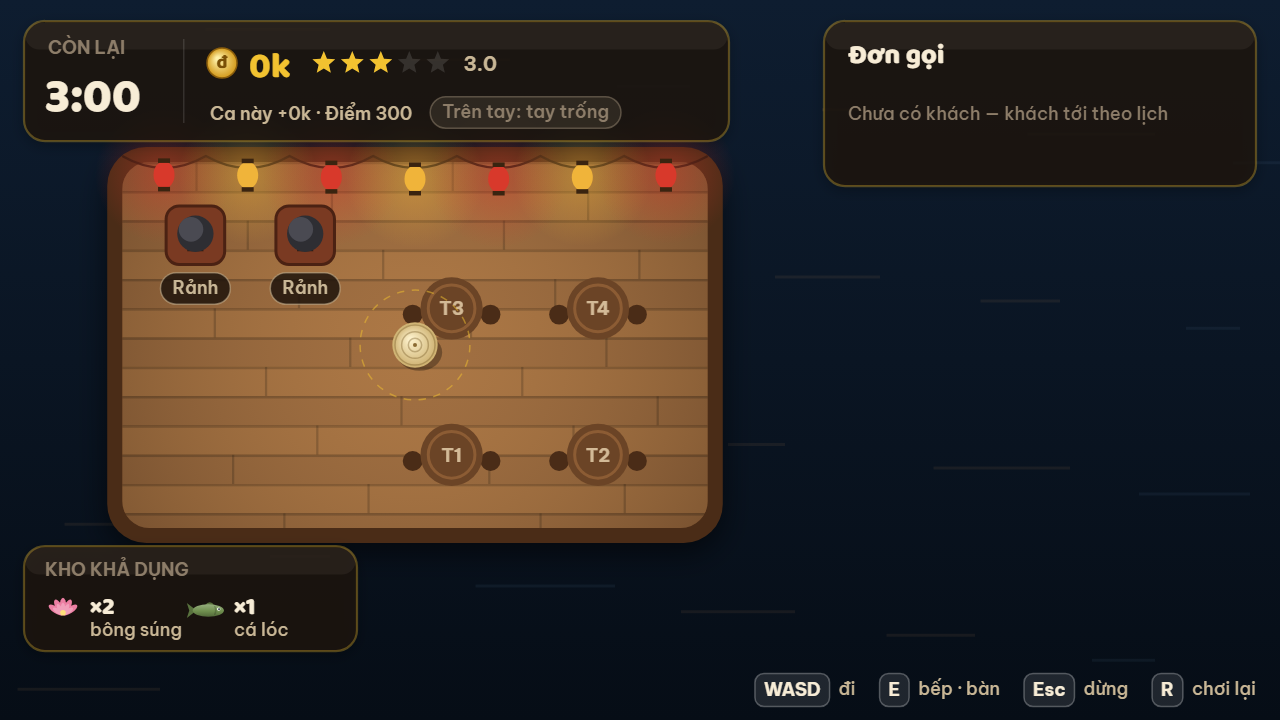 CÒN LẠI
3:00
đ 0k 3.0
Ca này +0k · Điểm 300
Trên tay: tay trống
Đơn gọi
Chưa có khách — khách tới theo lịch
Rảnh Rảnh
T3 T4
T1 T2
KHO KHẢ DỤNG
×2 ×1
bông súng cá lóc
WASD đi E bếp · bàn Esc dừng R chơi lại